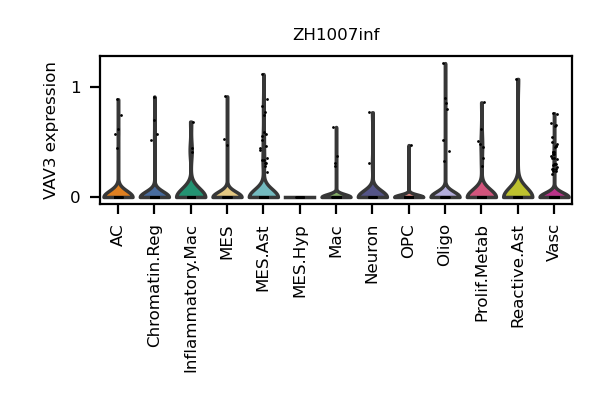 ZH1007inf
VAV3 expression
1
0
AC
Chromatin.Reg
Inflammatory.Mac
MES
MES.Ast
MES.Hyp
Mac
Neuron
OPC
Oligo
Prolif.Metab
Reactive.Ast
Vasc